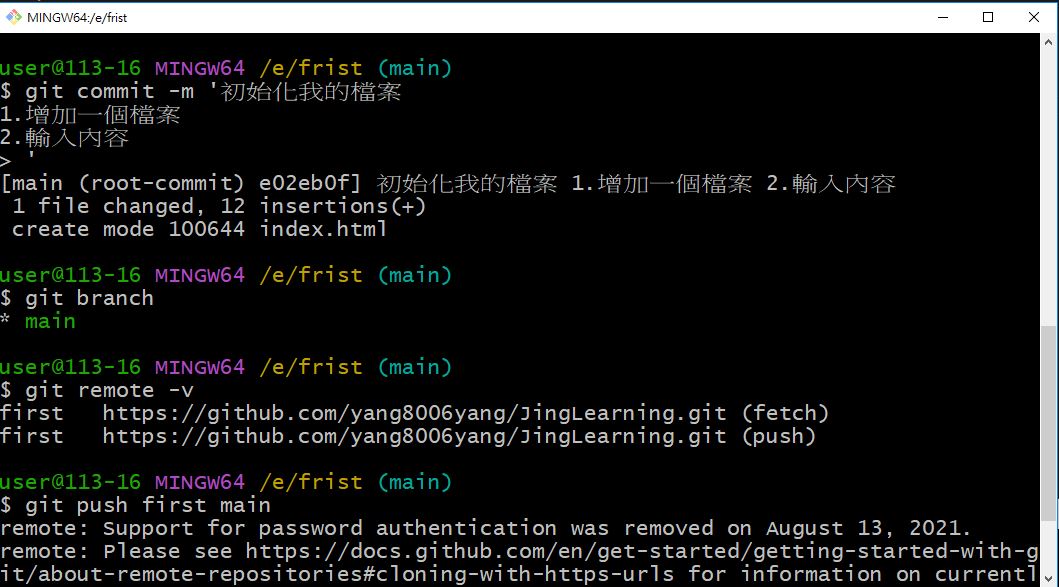 MINGW64:/e/frist
user@113-16 MINGW64 /e/frist (main)
$ git commit -m '初始化我的檔案
1.增加一個檔案
2.輸入內容
> '
[main (root-commit) e02eb0f] 初始化我的檔案 1.增加一個檔案 2.輸入內容
1 file changed, 12 insertions(+)
create mode 100644 index.html
user@113-16 MINGW64 /e/frist (main)
$ git branch
* main
user@113-16 MINGW64 /e/frist (main)
$ git remote -v
first https://github.com/yang8006yang/JingLearning.git (fetch)
first https://github.com/yang8006yang/JingLearning.git (push)
user@113-16 MINGW64 /e/frist (main)
$ git push first main
remote: Support for password authentication was removed on August 13, 2021.
remote: Please see https://docs.github.com/en/get-started/getting-started-with-g
it/about-remote-repositories#cloning-with-https-urls for information on currentl